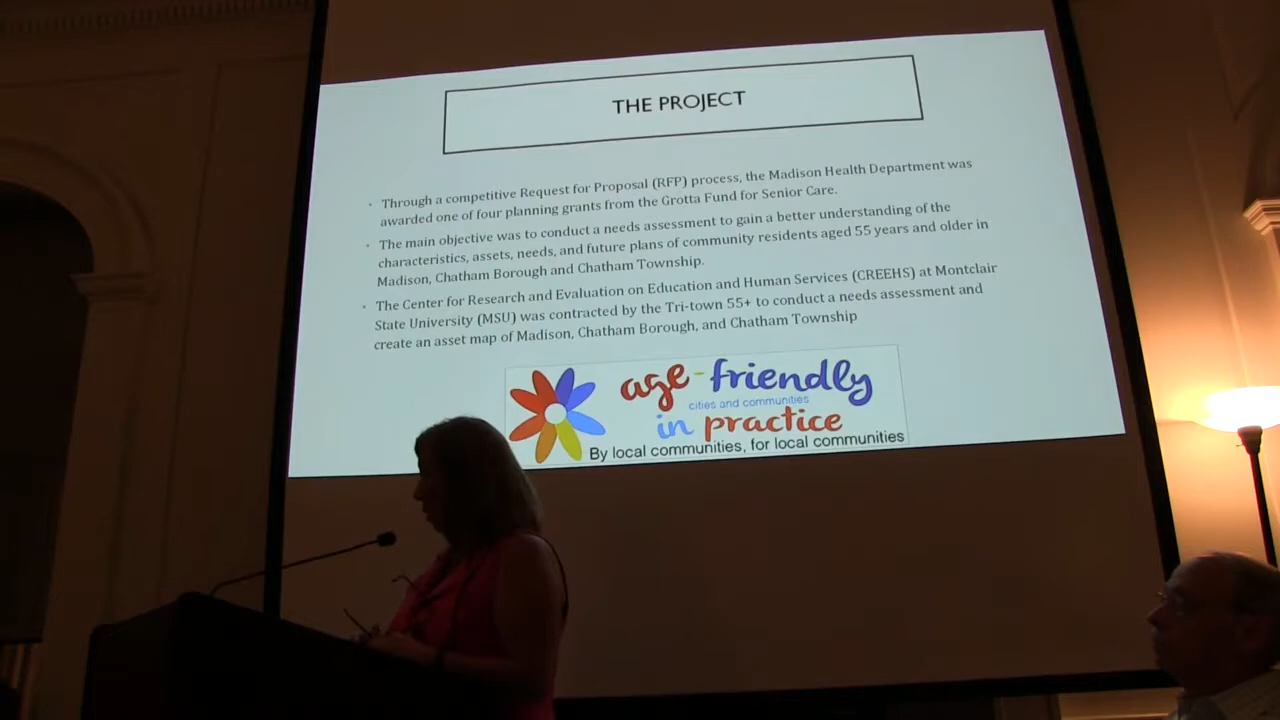 THE PROJECT
Through a competitive Request for Proposal (RFP) process, the Madison Health Department was
awarded one of four planning grants from the Grotta Fund for Senior Care.
The main objective was to conduct a needs assessment to gain a better understanding of the
characteristics, assets, needs, and future plans of community residents aged 55 years and older in
Madison, Chatham Borough and Chatham Township.
The Center for Research and Evaluation on Education and Human Services (CREEHS) at Montclair
State University (MSU) was contracted by the Tri-town 55+ to conduct a needs assessment and
create an asset map of Madison, Chatham Borough, and Chatham Township
age-friendly
cities and communities
in practice
By local communities, for local communities